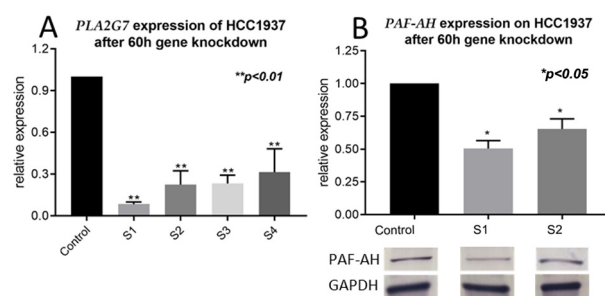 A
PLA2G7 expression of HCC1937
after 60h gene knockdown
relative expression
1.2
0.9
0.6
0.3
0.0
**p<0.01
**
**
**
**
Control
S1
S2
S3
S4
B
PAF-AH expression on HCC1937
after 60h gene knockdown
relative expression
1.25
1.00
0.75
0.50
0.25
0.00
*p<0.05
*
*
Control
S1
S2
PAF-AH
GAPDH